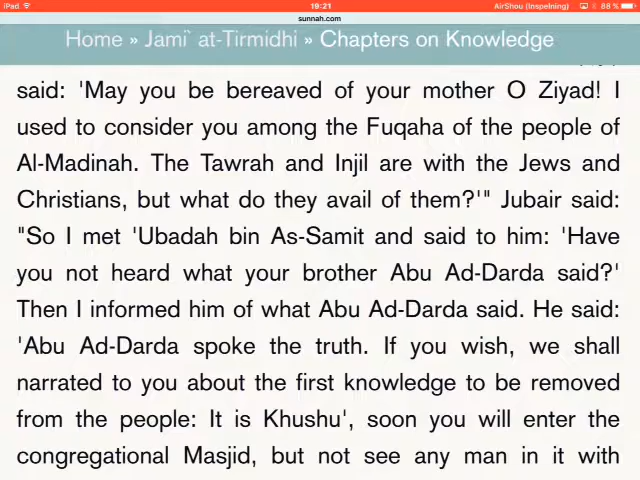 iPad 19:21 AirShou (Inspelning) 88 %
sunnah.com
Home » Jami` at-Tirmidhi » Chapters on Knowledge
said: 'May you be bereaved of your mother O Ziyad! I
used to consider you among the Fuqaha of the people of
Al-Madinah. The Tawrah and Injil are with the Jews and
Christians, but what do they avail of them?'" Jubair said:
"So I met 'Ubadah bin As-Samit and said to him: 'Have
you not heard what your brother Abu Ad-Darda said?'
Then I informed him of what Abu Ad-Darda said. He said:
'Abu Ad-Darda spoke the truth. If you wish, we shall
narrated to you about the first knowledge to be removed
from the people: It is Khushu', soon you will enter the
congregational Masjid, but not see any man in it with